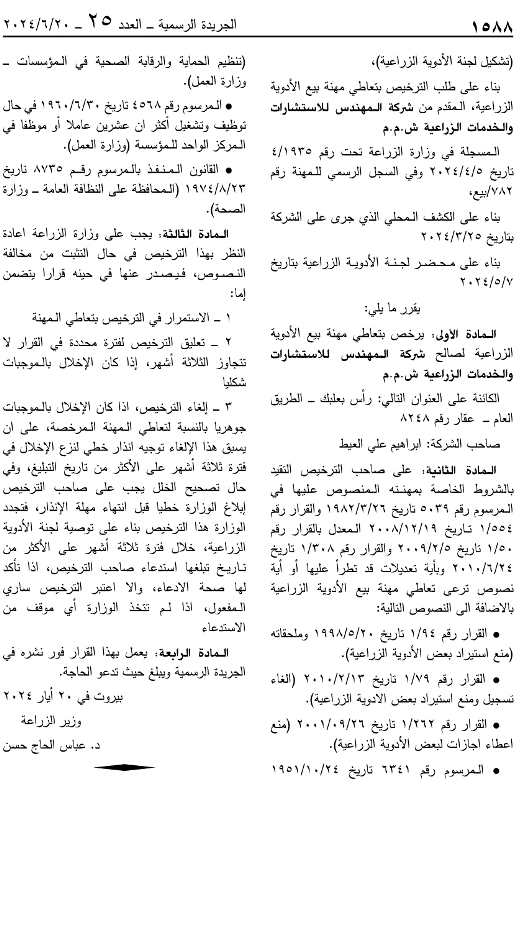 ١٥٨٨
الجريدة الرسمية ــ العدد ٢٥ ــ ٢٠٢٤/٦/٢٠
(تشكيل لجنة الأدوية الزراعية)،
بناء على طلب الترخيص بتعاطي مهنة بيع الأدوية
الزراعية، المقدم من شركة المهندس للاستشارات
والخدمات الزراعية ش.م.م
المسجلة في وزارة الزراعة تحت رقم ٤/١٩٣٥
تاريخ ٢٠٢٤/٤/٥ وفي السجل الرسمي للمهنة رقم
٧٨٢/بيع،
بناء على الكشف المحلي الذي جرى على الشركة
بتاريخ ٢٠٢٤/٣/٢٥
بناء على محضر لجنة الأدوية الزراعية بتاريخ
٢٠٢٤/٥/٧
يقرر ما يلي:
المادة الأولى: يرخص بتعاطي مهنة بيع الأدوية
الزراعية لصالح شركة المهندس للاستشارات
والخدمات الزراعية ش.م.م
الكائنة على العنوان التالي: رأس بعلبك ــ الطريق
العام ــ عقار رقم ٨٢٤٨
صاحب الشركة: ابراهيم علي العيط
المادة الثانية: على صاحب الترخيص التقيد
بالشروط الخاصة بمهنته المنصوص عليها في
المرسوم رقم ٥٠٣٩ تاريخ ١٩٨٢/٣/٢٦ والقرار رقم
١/٥٥٤ تاريخ ٢٠٠٨/١٢/١٩ المعدل بالقرار رقم
١/٥٠ تاريخ ٢٠٠٩/٢/٥ والقرار رقم ١/٣٠٨ تاريخ
٢٠١٠/٦/٢٤ وبأية تعديلات قد تطرأ عليها أو أية
نصوص ترعى تعاطي مهنة بيع الأدوية الزراعية
بالاضافة الى النصوص التالية:
● القرار رقم ١/٩٤ تاريخ ١٩٩٨/٥/٢٠ وملحقاته
(منع استيراد بعض الأدوية الزراعية).
● القرار رقم ١/٧٩ تاريخ ٢٠١٠/٢/١٣ (الغاء
تسجيل ومنع استيراد بعض الادوية الزراعية).
● القرار رقم ١/٢٦٢ تاريخ ٢٠٠١/٠٩/٢٦ (منع
اعطاء اجازات لبعض الأدوية الزراعية).
● المرسوم رقم ٦٣٤١ تاريخ ١٩٥١/١٠/٢٤
(تنظيم الحماية والرقابة الصحية في المؤسسات ــ
وزارة العمل).
● المرسوم رقم ٤٥٦٨ تاريخ ١٩٦٠/٦/٣٠ في حال
توظيف وتشغيل أكثر ان عشرين عاملا أو موظفا في
المركز الواحد للمؤسسة (وزارة العمل).
● القانون المنفذ بالمرسوم رقم ٨٧٣٥ تاريخ
١٩٧٤/٨/٢٣ (المحافظة على النظافة العامة ــ وزارة
الصحة).
المادة الثالثة: يجب على وزارة الزراعة اعادة
النظر بهذا الترخيص في حال التثبت من مخالفة
النصوص، فيصدر عنها في حينه قرارا يتضمن
إما:
١ ــ الاستمرار في الترخيص بتعاطي المهنة
٢ ــ تعليق الترخيص لفترة محددة في القرار لا
تتجاوز الثلاثة أشهر، إذا كان الإخلال بالموجبات
شكليا
٣ ــ إلغاء الترخيص، اذا كان الإخلال بالموجبات
جوهريا بالنسبة لتعاطي المهنة المرخصة، على ان
يسبق هذا الإلغاء توجيه انذار خطي لنزع الإخلال في
فترة ثلاثة أشهر على الأكثر من تاريخ التبليغ، وفي
حال تصحيح الخلل يجب على صاحب الترخيص
إبلاغ الوزارة خطيا قبل انتهاء مهلة الإنذار، فتجدد
الوزارة هذا الترخيص بناء على توصية لجنة الأدوية
الزراعية، خلال فترة ثلاثة أشهر على الأكثر من
تاريخ تبلغها استدعاء صاحب الترخيص، اذا تأكد
لها صحة الادعاء، والا اعتبر الترخيص ساري
المفعول، اذا لم تتخذ الوزارة أي موقف من
الاستدعاء
المادة الرابعة: يعمل بهذا القرار فور نشره في
الجريدة الرسمية ويبلغ حيث تدعو الحاجة.
بيروت في ٢٠ أيار ٢٠٢٤
وزير الزراعة
د. عباس الحاج حسن